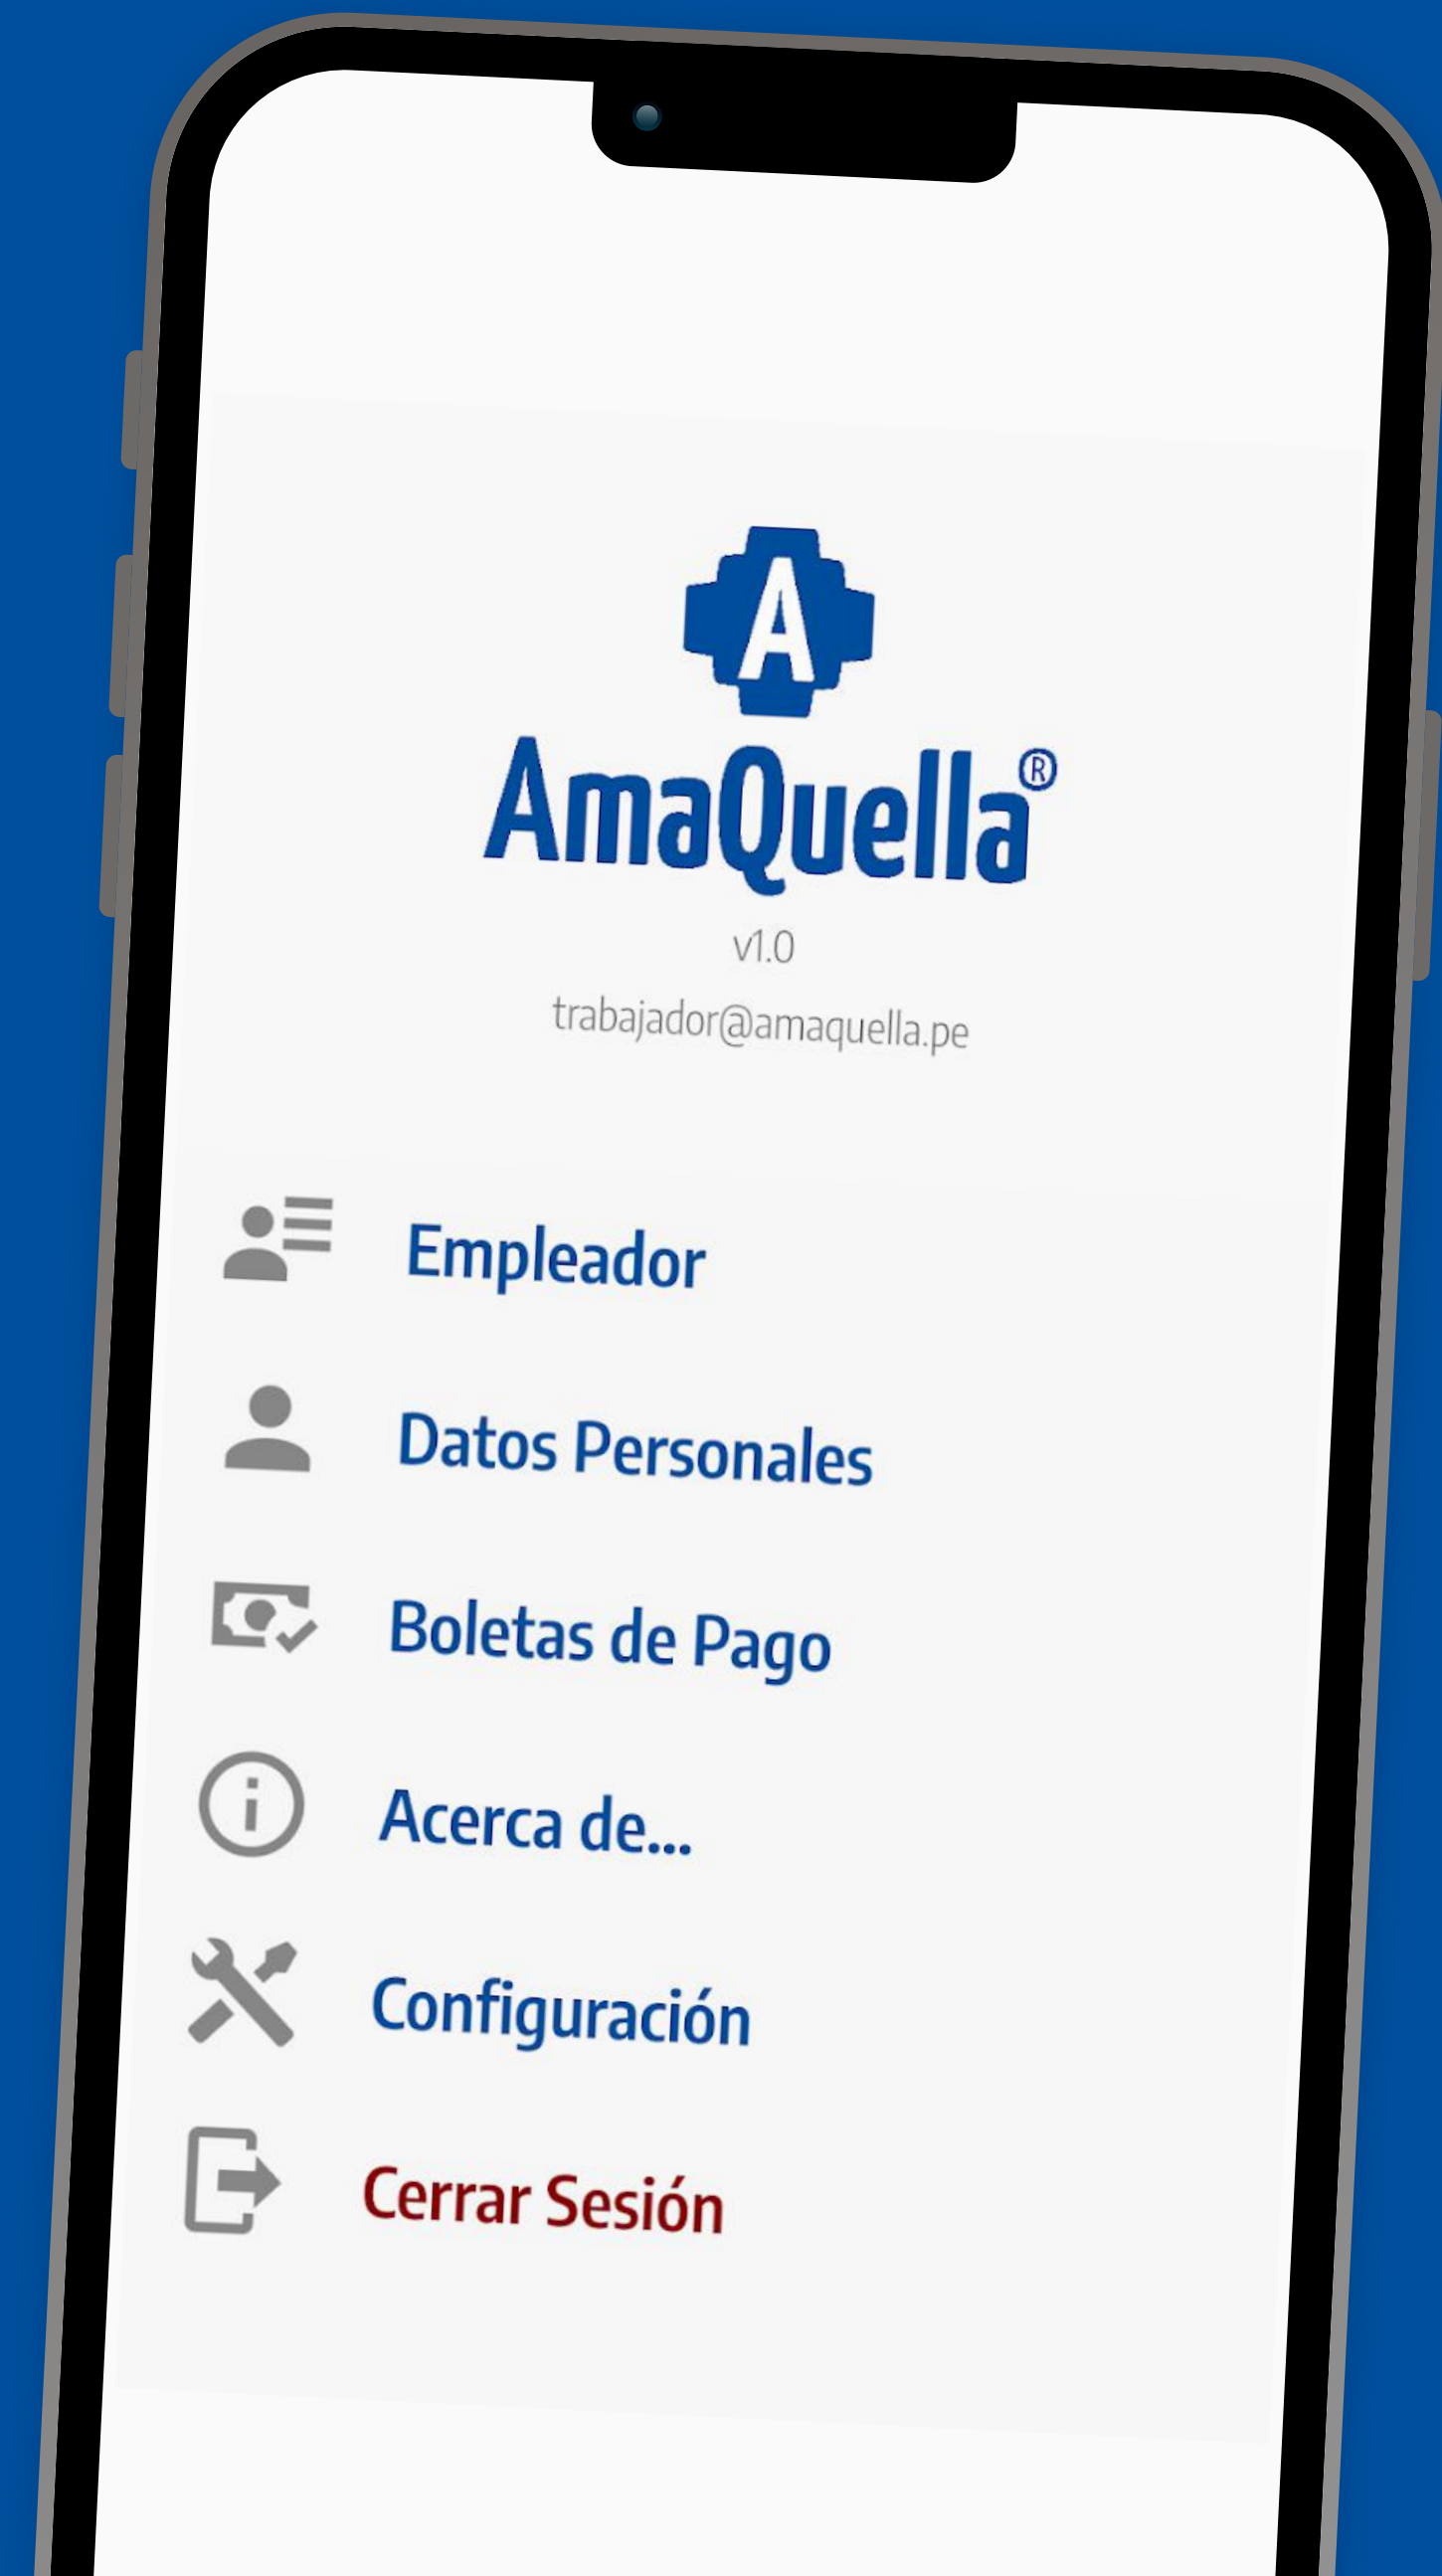 A
AmaQuella®
v1.0
trabajador@amaquella.pe
Empleador
Datos Personales
Boletas de Pago
Acerca de...
Configuración
Cerrar Sesión